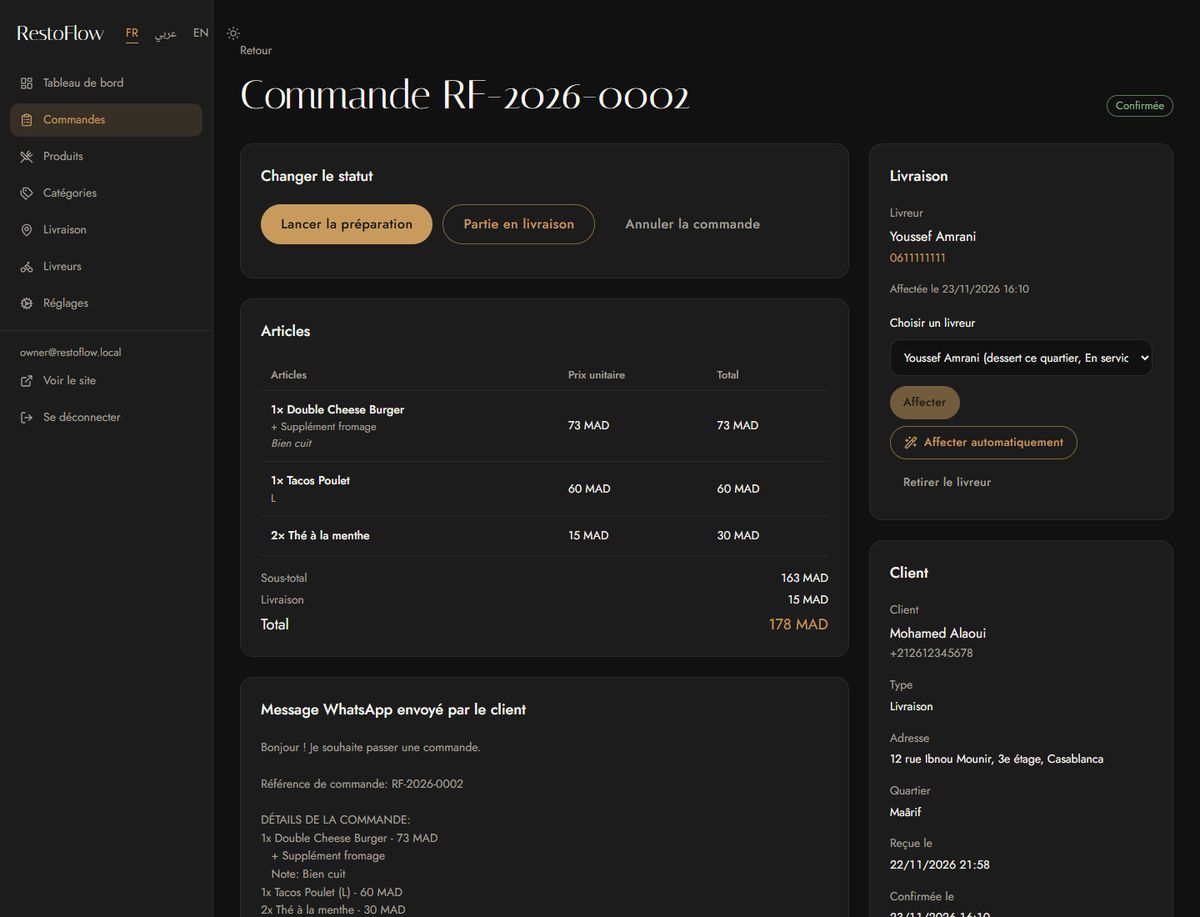 RestoFlow FR عربي EN
Tableau de bord
Commandes
Produits
Catégories
Livraison
Livreurs
Réglages
owner@restoflow.local
Voir le site
Se déconnecter
Retour
Commande RF-2026-0002
Confirmée
Changer le statut
Lancer la préparation Partie en livraison Annuler la commande
Articles
Articles Prix unitaire Total
1x Double Cheese Burger
+ Supplément fromage
Bien cuit
73 MAD 73 MAD
1x Tacos Poulet
L
60 MAD 60 MAD
2x Thé à la menthe 15 MAD 30 MAD
Sous-total 163 MAD
Livraison 15 MAD
Total 178 MAD
Message WhatsApp envoyé par le client
Bonjour ! Je souhaite passer une commande.
Référence de commande: RF-2026-0002
DÉTAILS DE LA COMMANDE:
1x Double Cheese Burger - 73 MAD
+ Supplément fromage
Note: Bien cuit
1x Tacos Poulet (L) - 60 MAD
2x Thé à la menthe - 30 MAD
Livraison
Livreur
Youssef Amrani
0611111111
Affectée le 23/11/2026 16:10
Choisir un livreur
Youssef Amrani (dessert ce quartier, En servic
Affecter
Affecter automatiquement
Retirer le livreur
Client
Client
Mohamed Alaoui
+212612345678
Type
Livraison
Adresse
12 rue Ibnou Mounir, 3e étage, Casablanca
Quartier
Maârif
Reçue le
22/11/2026 21:58
Confirmée le
23/11/2026 16:10